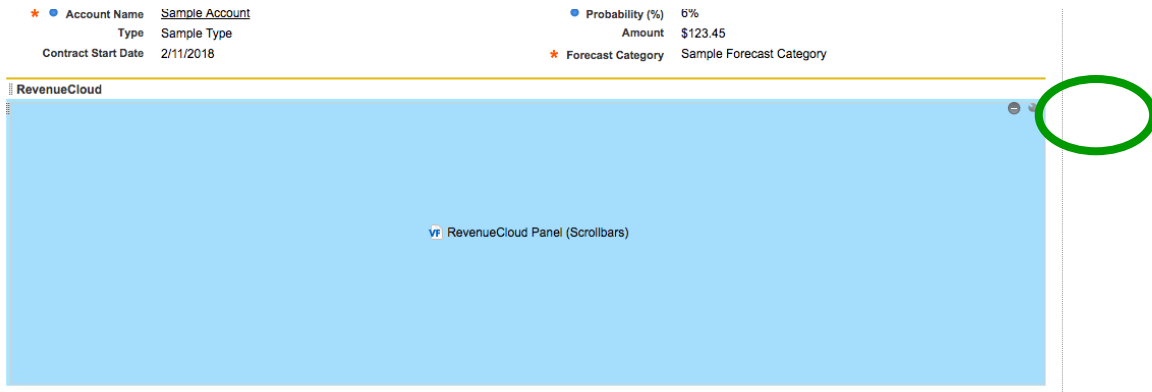 * Account Name Sample Account Probability (%) 6%
Type Sample Type Amount $123.45
Contract Start Date 2/11/2018 * Forecast Category Sample Forecast Category
RevenueCloud
VF RevenueCloud Panel (Scrollbars)